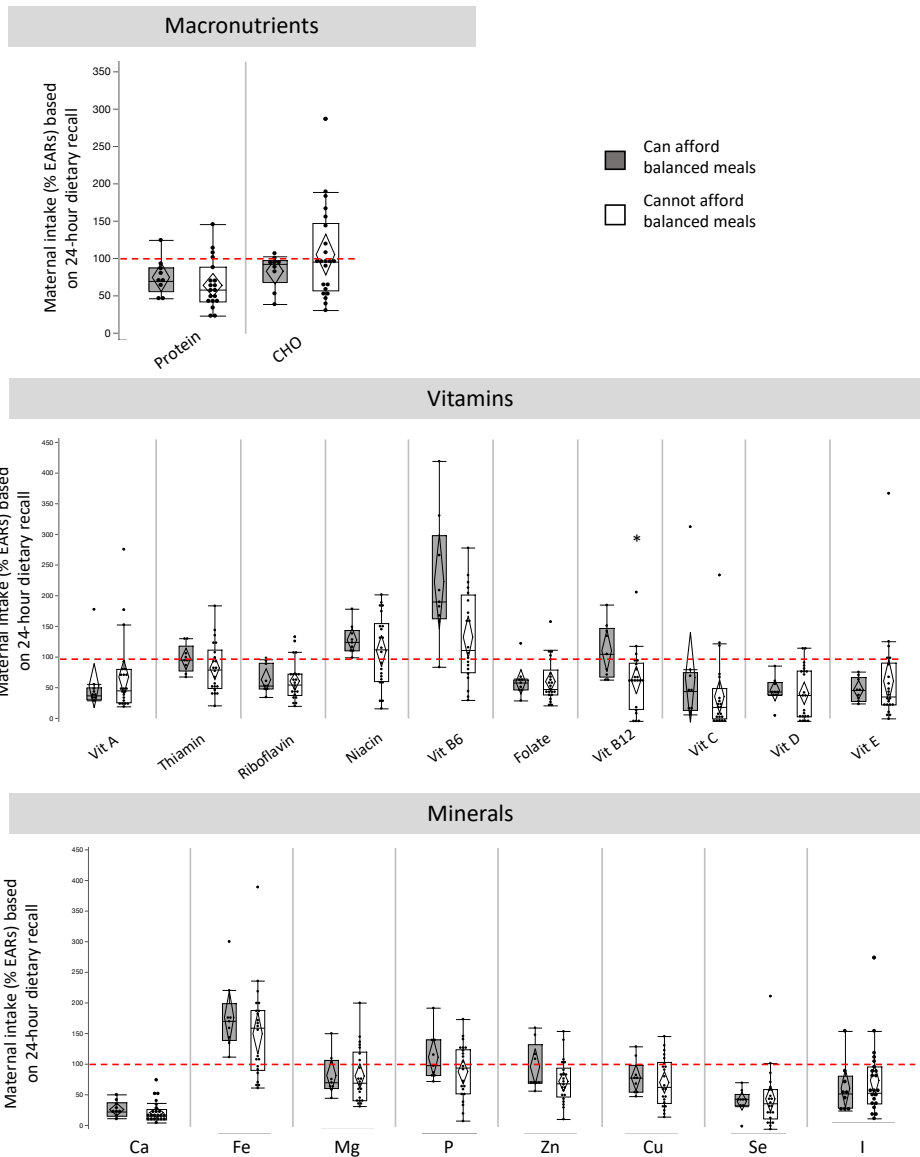 Macronutrients
Maternal intake (% EARs) based
on 24-hour dietary recall
350
300
250
200
150
100
50
0
Protein
CHO
Can afford
balanced meals
Cannot afford
balanced meals
Vitamins
Maternal intake (% EARs) based
on 24-hour dietary recall
450
400
350
300
250
200
150
100
50
0
*
Vit A
Thiamin
Riboflavin
Niacin
Vit B6
Folate
Vit B12
Vit C
Vit D
Vit E
Minerals
Maternal intake (% EARs) based
on 24-hour dietary recall
450
400
350
300
250
200
150
100
50
0
Ca
Fe
Mg
P
Zn
Cu
Se
I